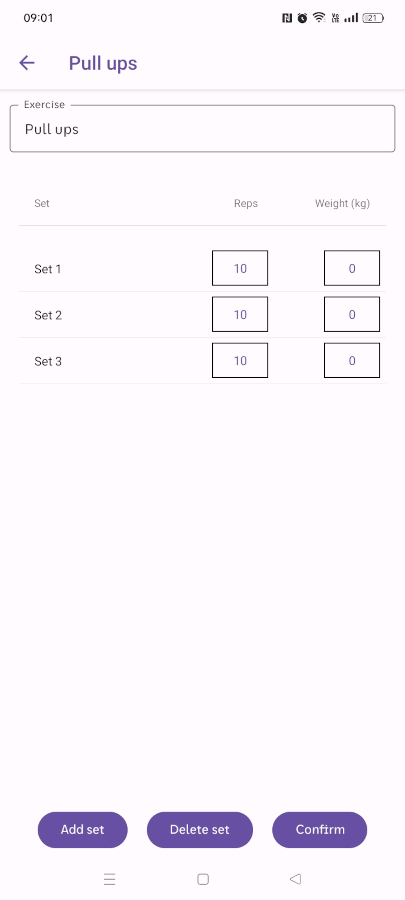 09:01 21
Pull ups
Exercise
Pull ups
Set Reps Weight (kg)
Set 1 10 0
Set 2 10 0
Set 3 10 0
Add set Delete set Confirm